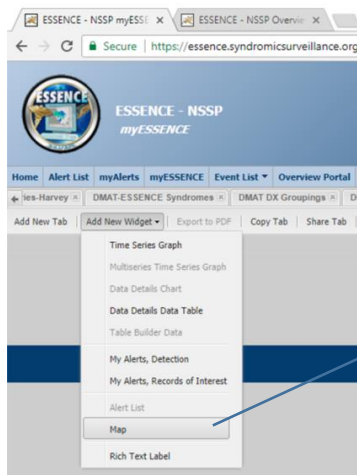 ESSENCE - NSSP myESSE
ESSENCE - NSSP Overvie
Secure | https://essence.syndromicsurveillance.org
ESSENCE
ESSENCE - NSSP
myESSENCE
Home Alert List myAlerts myESSENCE Event List Overview Portal
ies-Harvey DMAT-ESSENCE Syndromes DMAT DX Groupings D
Add New Tab Add New Widget Export to PDF Copy Tab Share Tab
Time Series Graph
Multiseries Time Series Graph
Data Details Chart
Data Details Data Table
Table Builder Data
My Alerts, Detection
My Alerts, Records of Interest
Alert List
Map
Rich Text Label